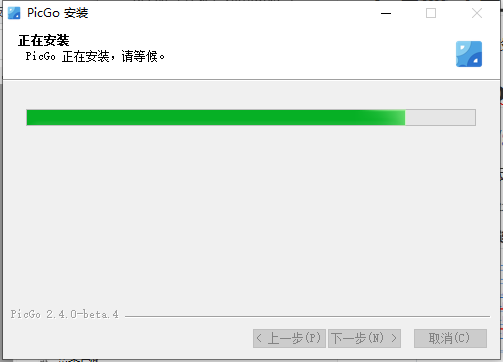 PicGo 安装
正在安装
PicGo 正在安装，请等候。
PicGo 2.4.0-beta.4
< 上一步(P)
下一步(N) >
取消(C)